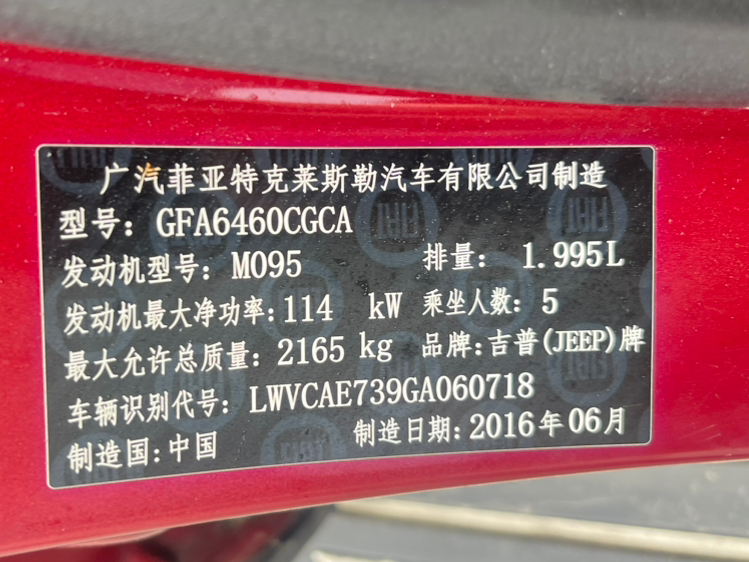 广汽菲亚特克莱斯勒汽车有限公司制造
型号：GFA6460CGCA
发动机型号：M095 排量：1.995L
发动机最大净功率：114 kW 乘坐人数：5
最大允许总质量：2165 kg 品牌：吉普(JEEP)牌
车辆识别代号：LWVCAE739GA060718
制造国：中国 制造日期：2016年06月